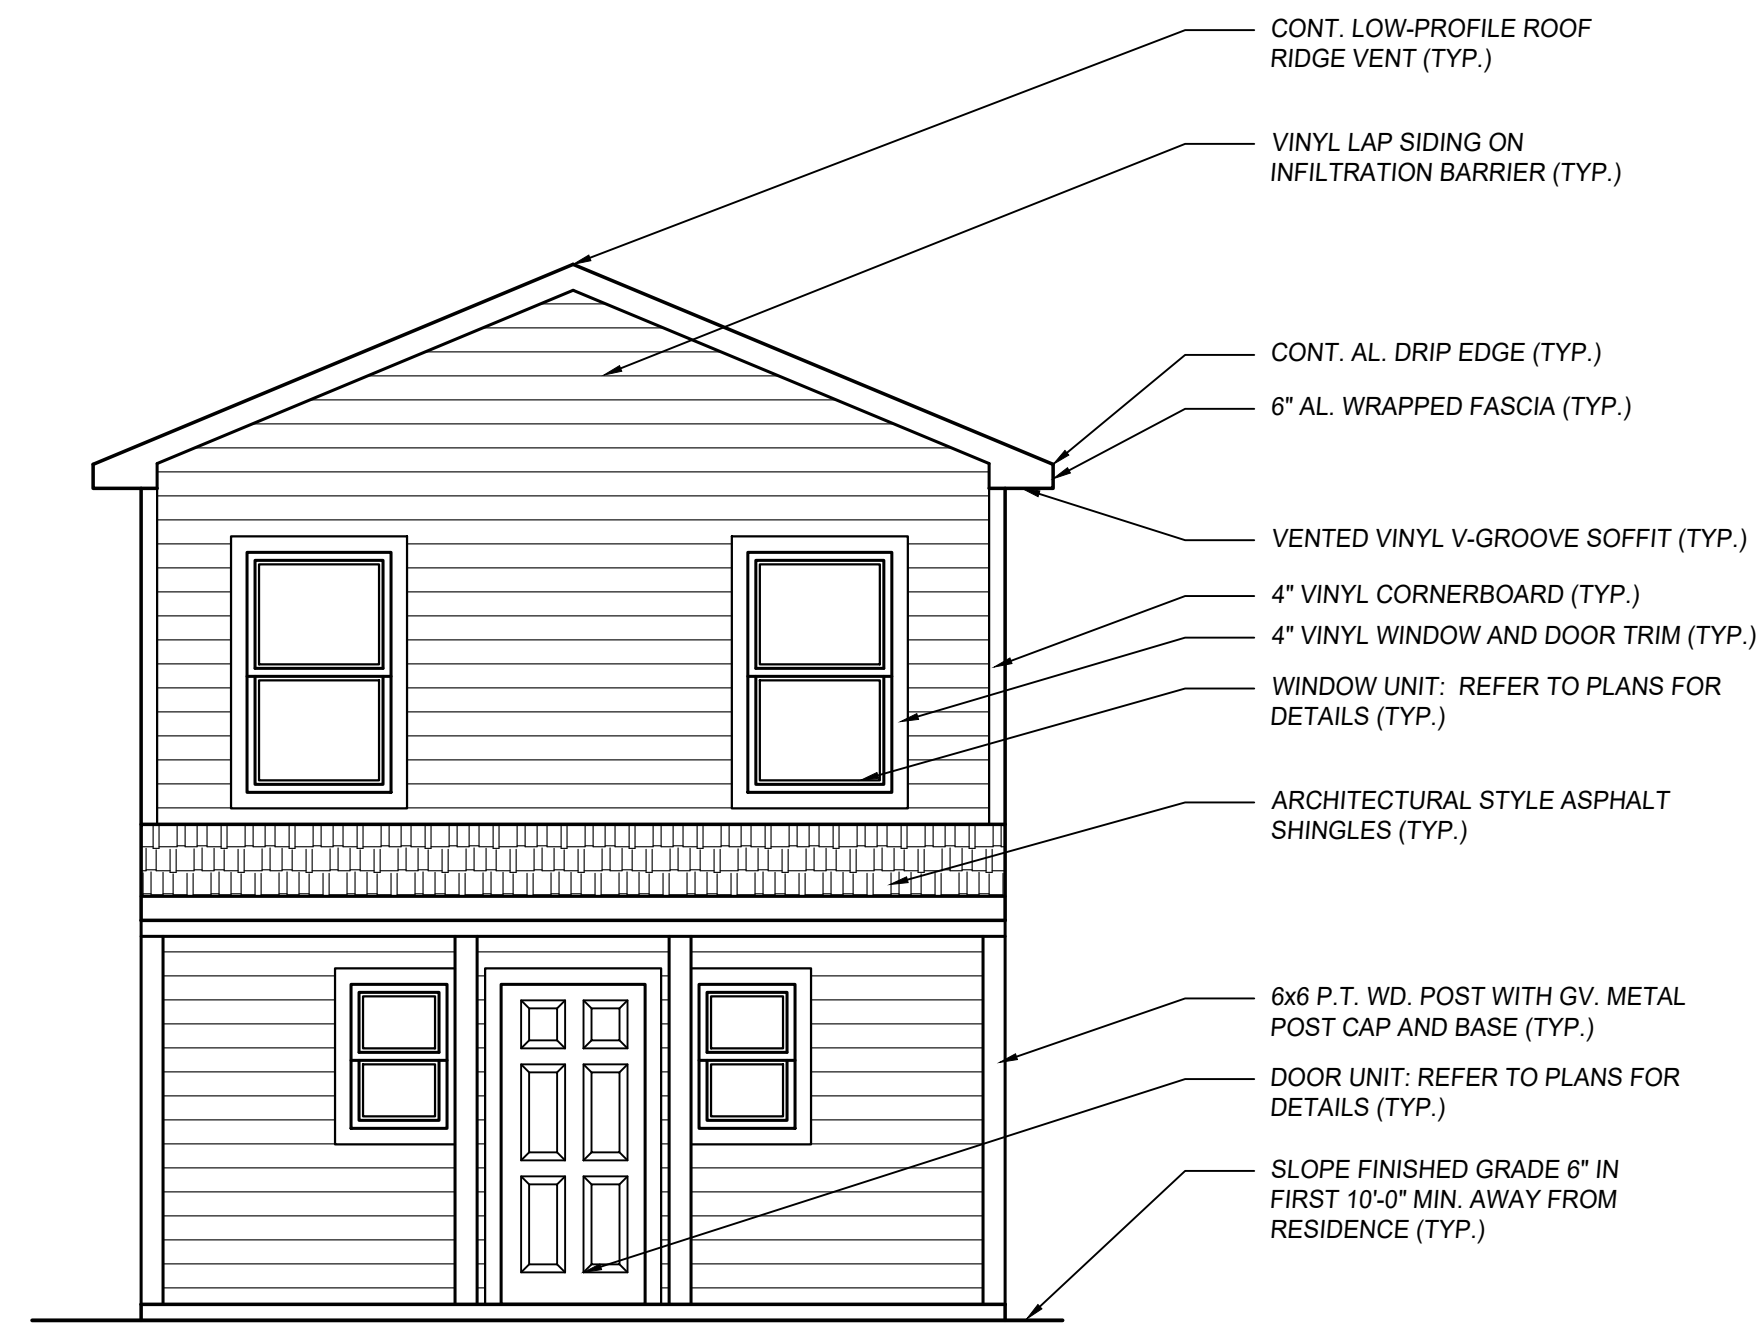 CONT. LOW-PROFILE ROOF
RIDGE VENT (TYP.)
VINYL LAP SIDING ON
INFILTRATION BARRIER (TYP.)
CONT. AL. DRIP EDGE (TYP.)
6" AL. WRAPPED FASCIA (TYP.)
VENTED VINYL V-GROOVE SOFFIT (TYP.)
4" VINYL CORNERBOARD (TYP.)
4" VINYL WINDOW AND DOOR TRIM (TYP.)
WINDOW UNIT:  REFER TO PLANS FOR
DETAILS (TYP.)
ARCHITECTURAL STYLE ASPHALT
SHINGLES (TYP.)
6x6 P.T. WD. POST WITH GV. METAL
POST CAP AND BASE (TYP.)
DOOR UNIT: REFER TO PLANS FOR
DETAILS (TYP.)
SLOPE FINISHED GRADE 6" IN
FIRST 10'-0" MIN. AWAY FROM
RESIDENCE (TYP.)